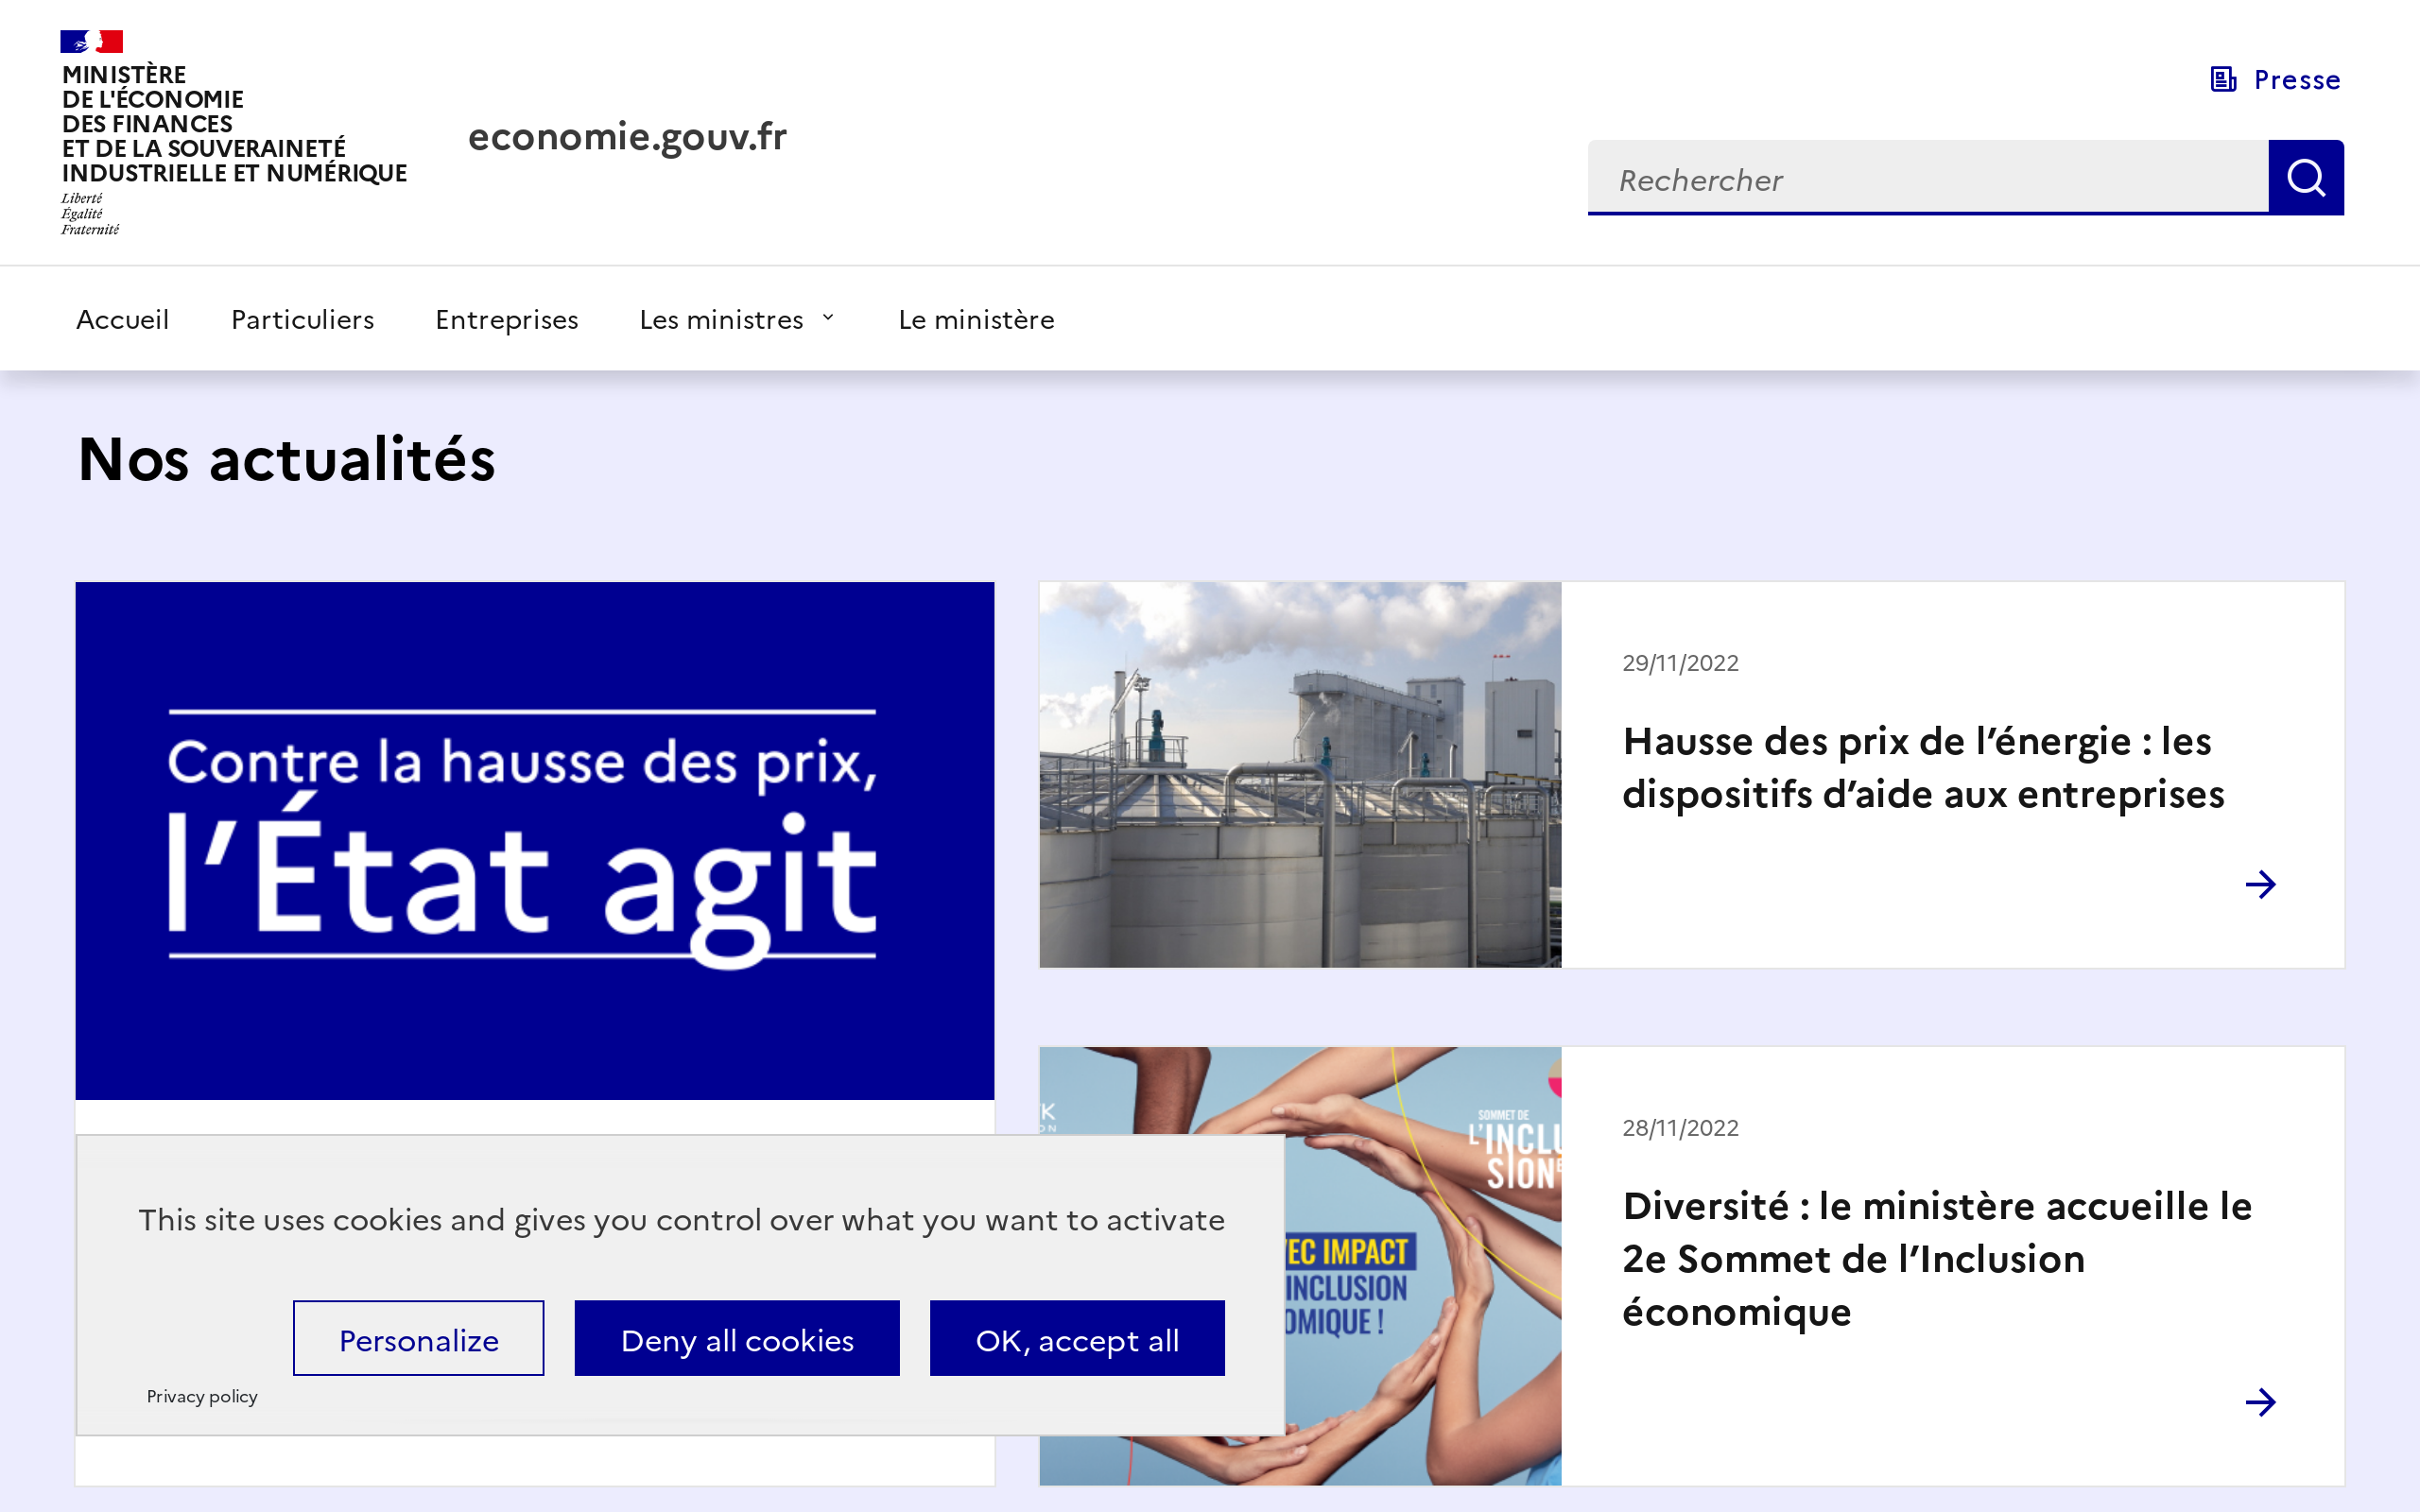 MINISTÈRE
DE L'ÉCONOMIE
DES FINANCES
ET DE LA SOUVERAINETÉ
INDUSTRIELLE ET NUMÉRIQUE
Liberté
Égalité
Fraternité
economie.gouv.fr
Presse
Rechercher
Accueil
Particuliers
Entreprises
Les ministres
Le ministère
Nos actualités
Contre la hausse des prix,
l’État agit
29/11/2022
Hausse des prix de l’énergie : les
dispositifs d’aide aux entreprises
SOMMET DE
L'INCLU
SION
EC IMPACT
INCLUSION
OMIQUE !
28/11/2022
Diversité : le ministère accueille le
2e Sommet de l’Inclusion
économique
This site uses cookies and gives you control over what you want to activate
Personalize
Deny all cookies
OK, accept all
Privacy policy